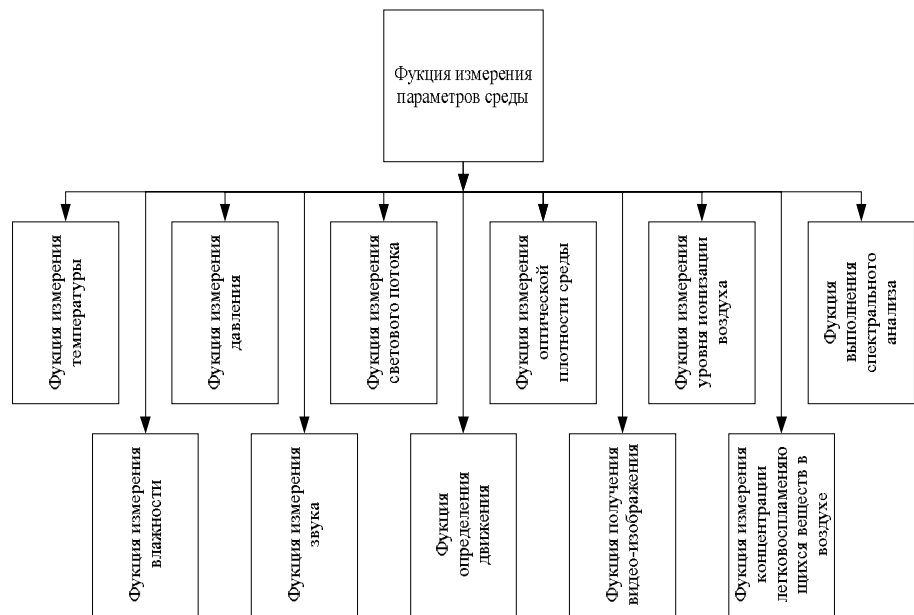 Фукция измерения
параметров среды
Фукция измерения
температуры
Фукция измерения
давления
Фукция измерения
светового потока
Фукция измерения
оптической
плотности среды
Фукция измерения
уровня ионизации
воздуха
Фукция
выполнения
спектрального
анализа
Фукция измерения
влажности
Фукция измерения
звука
Фукция
определения
движения
Фукция получения
видео-изображения
Фукция измерения
концентрации
легковоспламеняю
щихся веществ в
воздухе